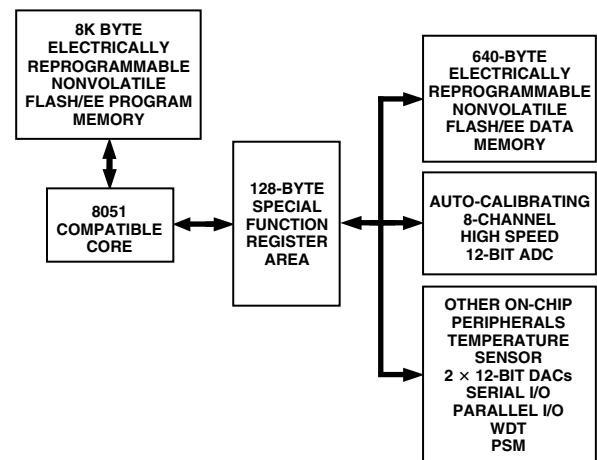 8K BYTE
ELECTRICALLY
REPROGRAMMABLE
NONVOLATILE
FLASH/EE PROGRAM
MEMORY
8051
COMPATIBLE
CORE
128-BYTE
SPECIAL
FUNCTION
REGISTER
AREA
640-BYTE
ELECTRICALLY
REPROGRAMMABLE
NONVOLATILE
FLASH/EE DATA
MEMORY
AUTO-CALIBRATING
8-CHANNEL
HIGH SPEED
12-BIT ADC
OTHER ON-CHIP
PERIPHERALS
TEMPERATURE
SENSOR
2 × 12-BIT DACs
SERIAL I/O
PARALLEL I/O
WDT
PSM